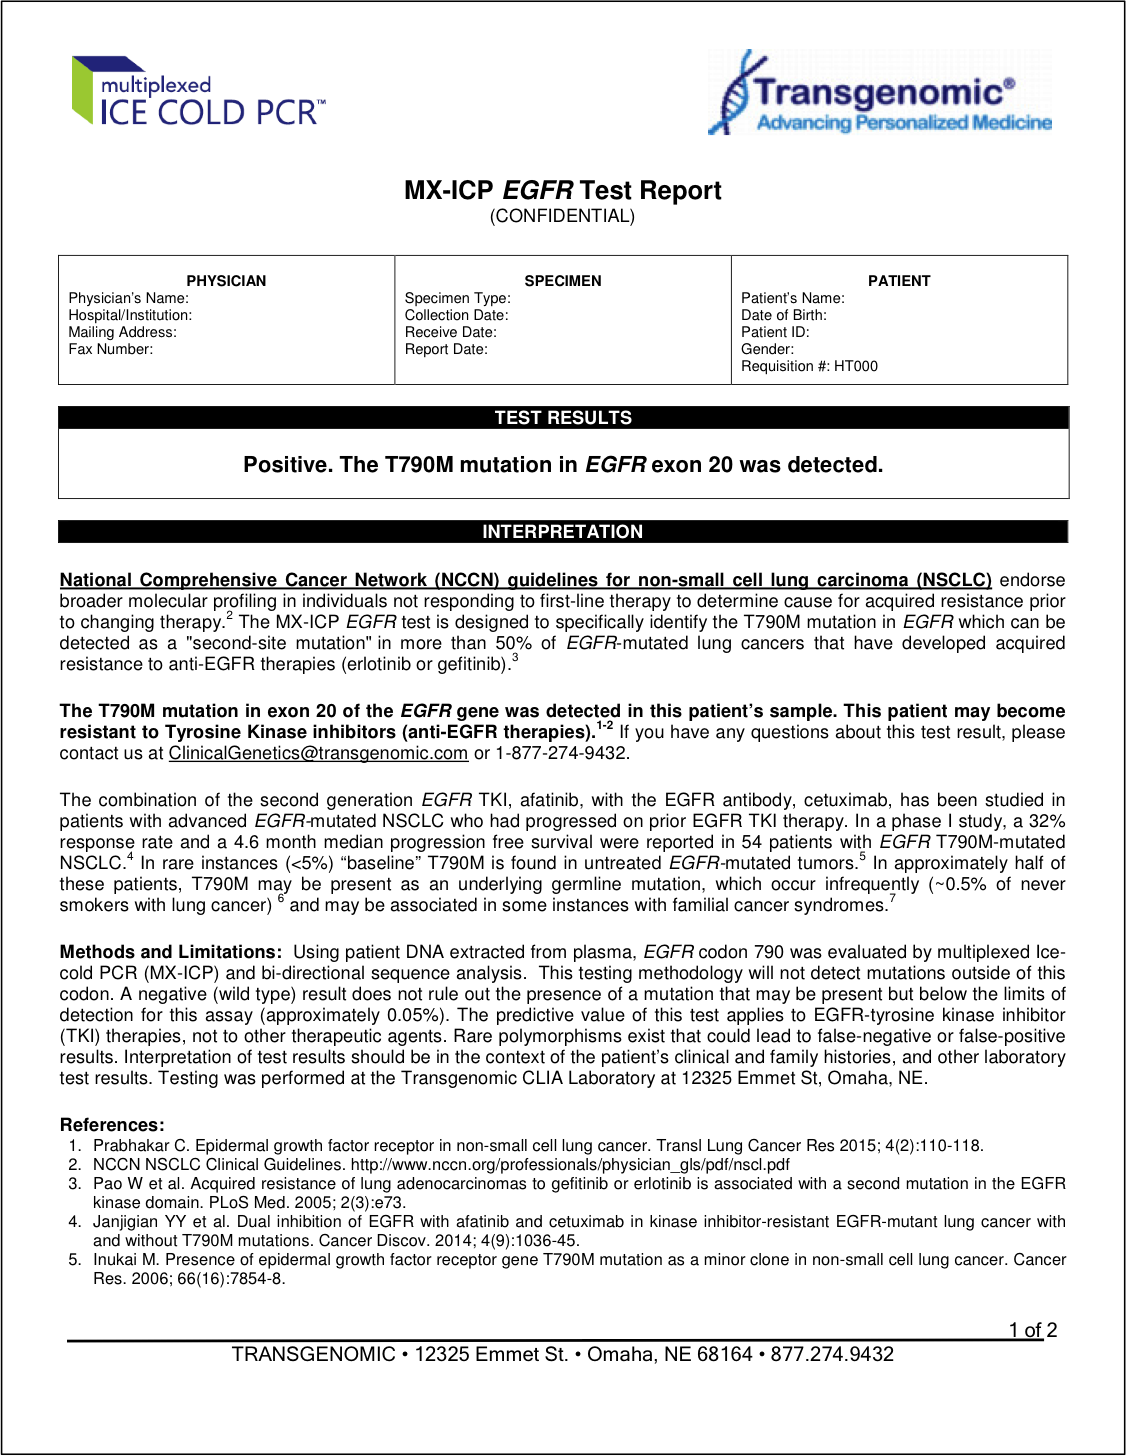 multiplexed
ICE COLD PCR™
Transgenomic®
Advancing Personalized Medicine
MX-ICP EGFR Test Report
(CONFIDENTIAL)
PHYSICIAN
Physician's Name:
Hospital/Institution:
Mailing Address:
Fax Number:
SPECIMEN
Specimen Type:
Collection Date:
Receive Date:
Report Date:
PATIENT
Patient's Name:
Date of Birth:
Patient ID:
Gender:
Requisition #: HT000
TEST RESULTS
Positive. The T790M mutation in EGFR exon 20 was detected.
INTERPRETATION
National Comprehensive Cancer Network (NCCN) guidelines for non-small cell lung carcinoma (NSCLC) endorse
broader molecular profiling in individuals not responding to first-line therapy to determine cause for acquired resistance prior
to changing therapy.2 The MX-ICP EGFR test is designed to specifically identify the T790M mutation in EGFR which can be
detected as a "second-site mutation" in more than 50% of EGFR-mutated lung cancers that have developed acquired
resistance to anti-EGFR therapies (erlotinib or gefitinib).3
The T790M mutation in exon 20 of the EGFR gene was detected in this patient's sample. This patient may become
resistant to Tyrosine Kinase inhibitors (anti-EGFR therapies).1-2 If you have any questions about this test result, please
contact us at ClinicalGenetics@transgenomic.com or 1-877-274-9432.
The combination of the second generation EGFR TKI, afatinib, with the EGFR antibody, cetuximab, has been studied in
patients with advanced EGFR-mutated NSCLC who had progressed on prior EGFR TKI therapy. In a phase I study, a 32%
response rate and a 4.6 month median progression free survival were reported in 54 patients with EGFR T790M-mutated
NSCLC.4 In rare instances (<5%) “baseline” T790M is found in untreated EGFR-mutated tumors.5 In approximately half of
these patients, T790M may be present as an underlying germline mutation, which occur infrequently (~0.5% of never
smokers with lung cancer) 6 and may be associated in some instances with familial cancer syndromes.7
Methods and Limitations: Using patient DNA extracted from plasma, EGFR codon 790 was evaluated by multiplexed Ice-
cold PCR (MX-ICP) and bi-directional sequence analysis. This testing methodology will not detect mutations outside of this
codon. A negative (wild type) result does not rule out the presence of a mutation that may be present but below the limits of
detection for this assay (approximately 0.05%). The predictive value of this test applies to EGFR-tyrosine kinase inhibitor
(TKI) therapies, not to other therapeutic agents. Rare polymorphisms exist that could lead to false-negative or false-positive
results. Interpretation of test results should be in the context of the patient's clinical and family histories, and other laboratory
test results. Testing was performed at the Transgenomic CLIA Laboratory at 12325 Emmet St, Omaha, NE.
References:
1. Prabhakar C. Epidermal growth factor receptor in non-small cell lung cancer. Transl Lung Cancer Res 2015; 4(2):110-118.
2. NCCN NSCLC Clinical Guidelines. http://www.nccn.org/professionals/physician_gls/pdf/nscl.pdf
3. Pao W et al. Acquired resistance of lung adenocarcinomas to gefitinib or erlotinib is associated with a second mutation in the EGFR
kinase domain. PLoS Med. 2005; 2(3):e73.
4. Janjigian YY et al. Dual inhibition of EGFR with afatinib and cetuximab in kinase inhibitor-resistant EGFR-mutant lung cancer with
and without T790M mutations. Cancer Discov. 2014; 4(9):1036-45.
5. Inukai M. Presence of epidermal growth factor receptor gene T790M mutation as a minor clone in non-small cell lung cancer. Cancer
Res. 2006; 66(16):7854-8.
1 of 2
TRANSGENOMIC • 12325 Emmet St. • Omaha, NE 68164 • 877.274.9432